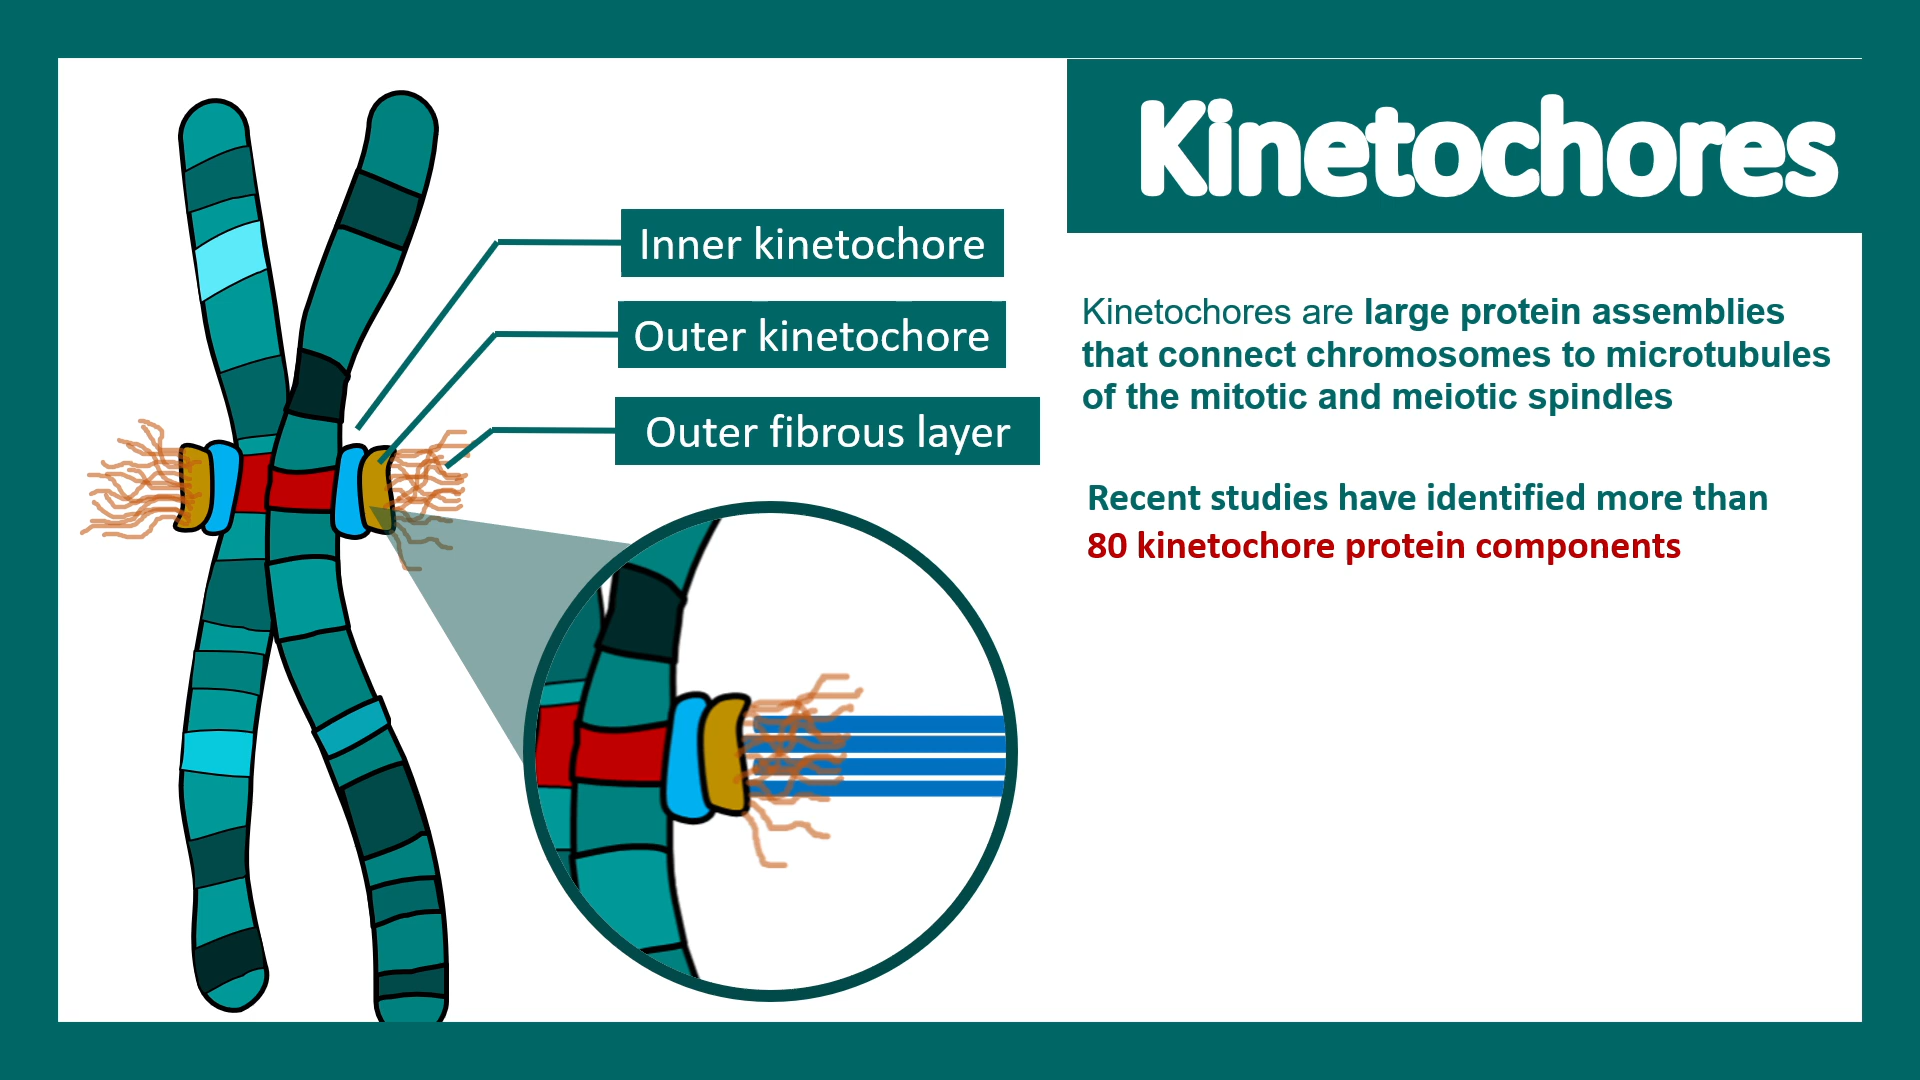 Kinetochores
Inner kinetochore
Outer kinetochore
Outer fibrous layer
Kinetochores are large protein assemblies
that connect chromosomes to microtubules
of the mitotic and meiotic spindles
Recent studies have identified more than
80 kinetochore protein components